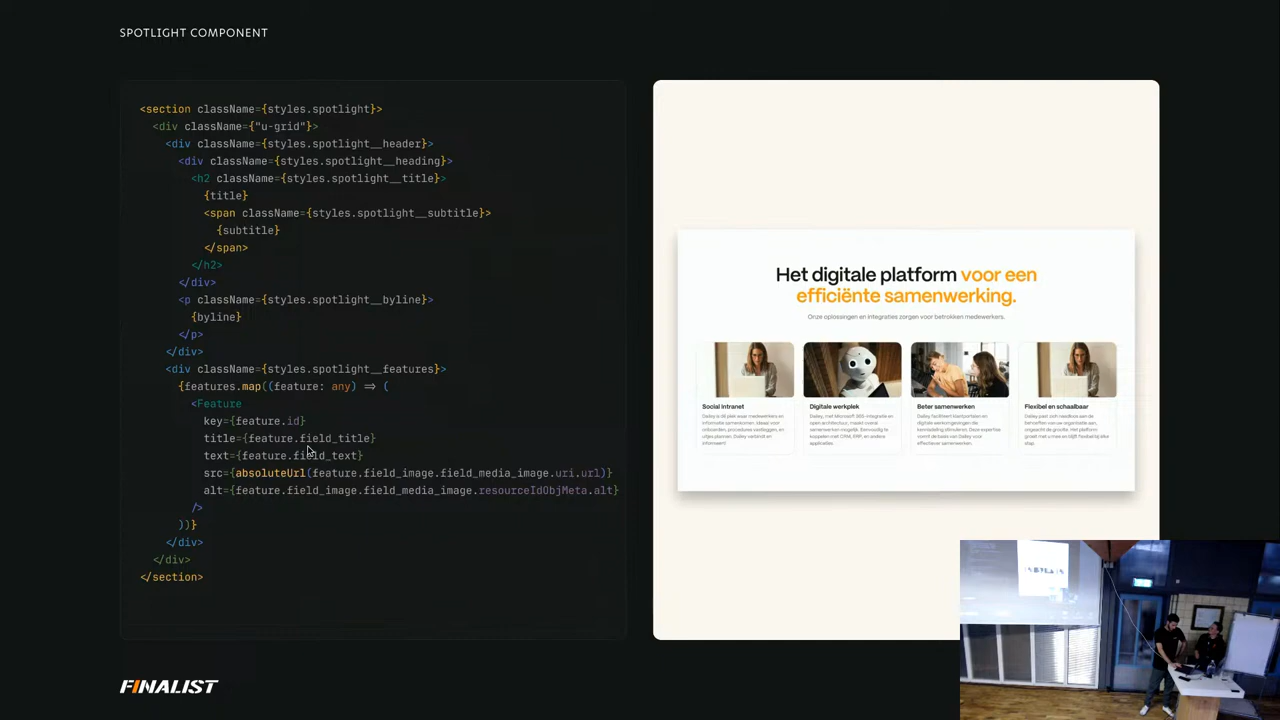 SPOTLIGHT COMPONENT
<section className={styles.spotlight}>
<div className={"u-grid"}>
<div className={styles.spotlight__header}>
<div className={styles.spotlight__heading}>
<h2 className={styles.spotlight__title}>
{title}
<span className={styles.spotlight__subtitle}>
{subtitle}
</span>
</h2>
</div>
<p className={styles.spotlight__byline}>
{byline}
</p>
</div>
<div className={styles.spotlight__features}>
{features.map((feature: any) => (
<Feature
key={feature.id}
title={feature.field_title}
text={feature.field_text}
src={absoluteUrl(feature.field_image.field_media_image.uri.url)}
alt={feature.field_image.field_media_image.resourceIdObjMeta.alt}
/>
))}
</div>
</div>
</section>
Het digitale platform voor een
efficiënte samenwerking.
Onze oplossingen en integraties zorgen voor betrokken medewerkers.
Social intranet
Digitale werkplek
Beter samenwerken
Flexibel en schaalbaar
FINALIST